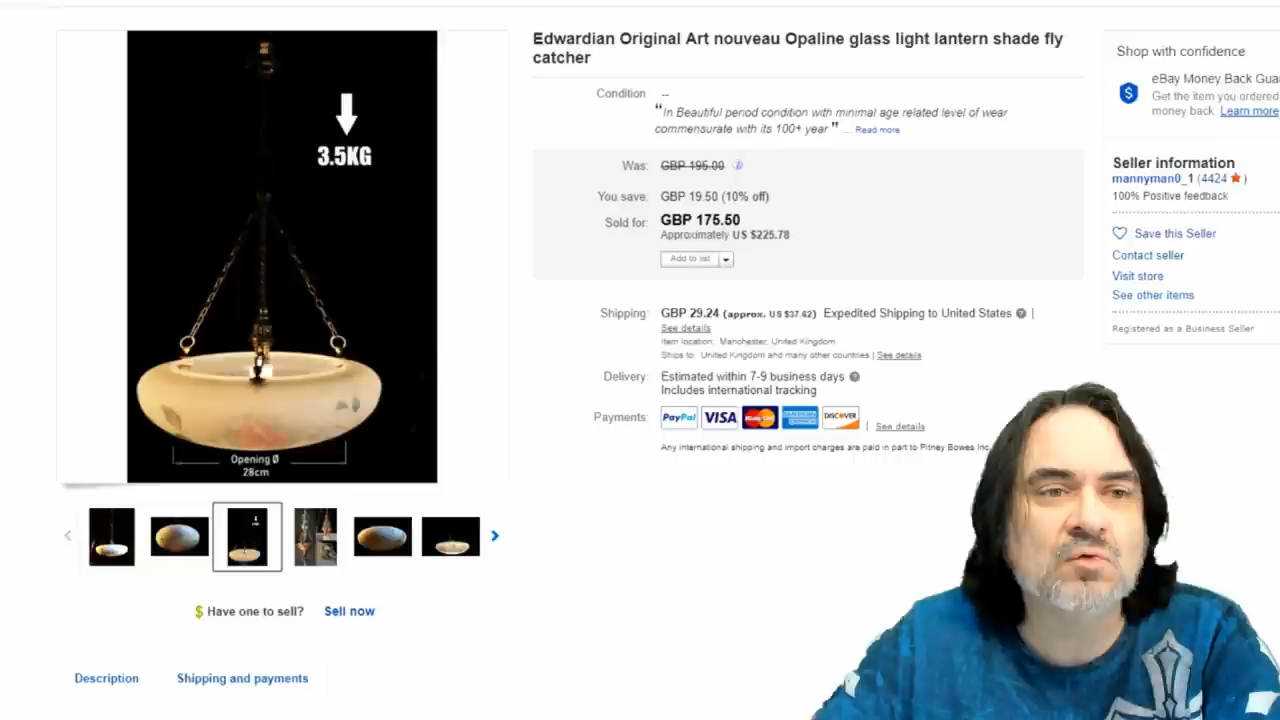 3.5KG
Opening Ø
28cm
Have one to sell? Sell now
Description
Shipping and payments
Edwardian Original Art nouveau Opaline glass light lantern shade fly
catcher
Condition --
“In Beautiful period condition with minimal age related level of wear
commensurate with its 100+ year ” ... Read more
Was: GBP 195.00
You save: GBP 19.50 (10% off)
Sold for: GBP 175.50
Approximately US $225.78
Add to list
Shipping: GBP 29.24 (approx. US $37.62) Expedited Shipping to United States |
See details
Item location: Manchester, United Kingdom
Ships to: United Kingdom and many other countries | See details
Delivery: Estimated within 7-9 business days
Includes international tracking
Payments: PayPal VISA MasterCard AMERICAN EXPRESS DISCOVER | See details
Any international shipping and import charges are paid in part to Pitney Bowes Inc.
Shop with confidence
eBay Money Back Gua
Get the item you ordered
money back. Learn more
Seller information
mannyman0_1 (4424 )
100% Positive feedback
Save this Seller
Contact seller
Visit store
See other items
Registered as a Business Seller